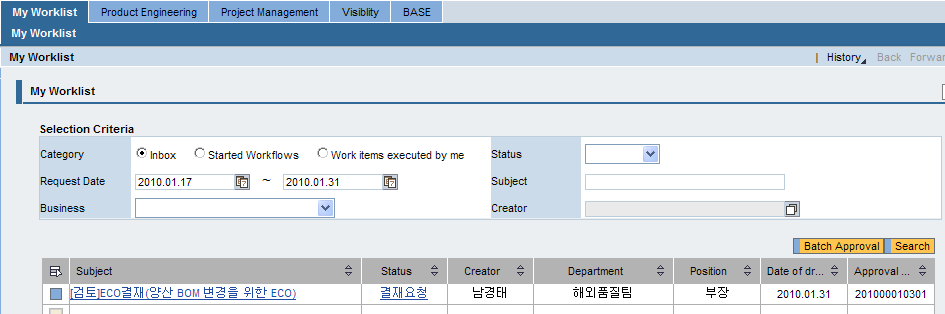 My Worklist Product Engineering Project Management Visiblity BASE
My Worklist
My Worklist History Back Forwar
My Worklist
Selection Criteria
Category Inbox Started Workflows Work items executed by me Status
Request Date 2010.01.17 ~ 2010.01.31 Subject
Business Creator
Batch Approval Search
Subject Status Creator Department Position Date of dr... Approval ...
[검토]ECO결재(양산 BOM 변경을 위한 ECO) 결재요청 남경태 해외품질팀 부장 2010.01.31 201000010301